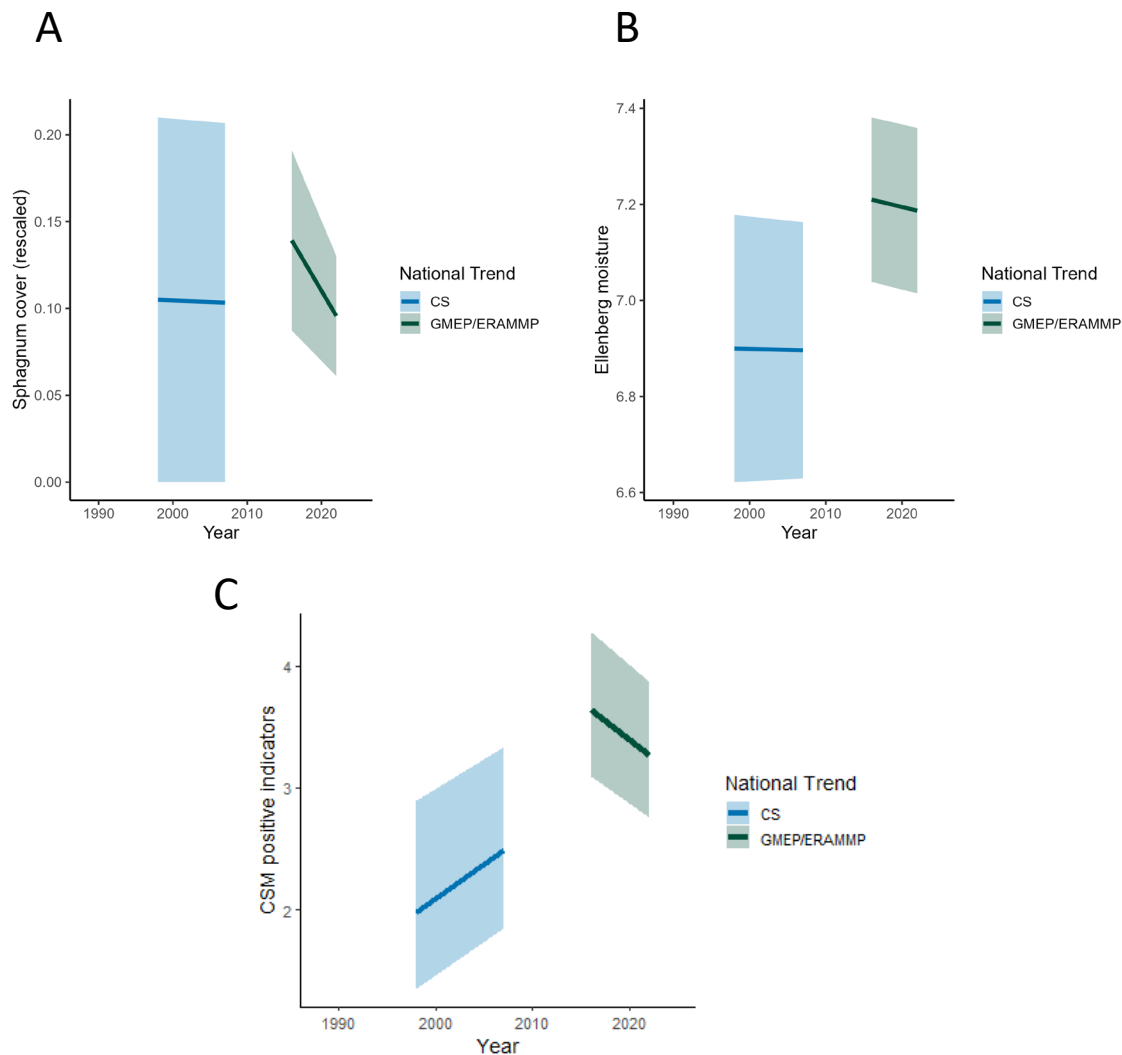 A
Sphagnum cover (rescaled)
0.20
0.15
0.10
0.05
0.00
1990 2000 2010 2020
Year
National Trend
CS
GMEP/ERAMMP
B
Ellenberg moisture
7.4
7.2
7.0
6.8
6.6
1990 2000 2010 2020
Year
National Trend
CS
GMEP/ERAMMP
C
CSM positive indicators
4
3
2
1990 2000 2010 2020
Year
National Trend
CS
GMEP/ERAMMP